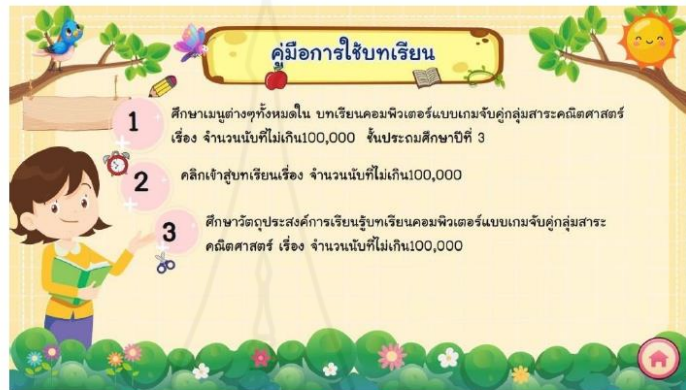 คู่มือการใช้บทเรียน
1 ศึกษาเมนูต่างๆทั้งหมดใน บทเรียนคอมพิวเตอร์แบบเกมจับคู่กลุ่มสาระคณิตศาสตร์
เรื่อง จำนวนนับที่ไม่เกิน100,000 ชั้นประถมศึกษาปีที่ 3
2 คลิกเข้าสู่บทเรียนเรื่อง จำนวนนับที่ไม่เกิน100,000
3 ศึกษาวัตถุประสงค์การเรียนรู้บทเรียนคอมพิวเตอร์แบบเกมจับคู่กลุ่มสาระ
คณิตศาสตร์ เรื่อง จำนวนนับที่ไม่เกิน100,000